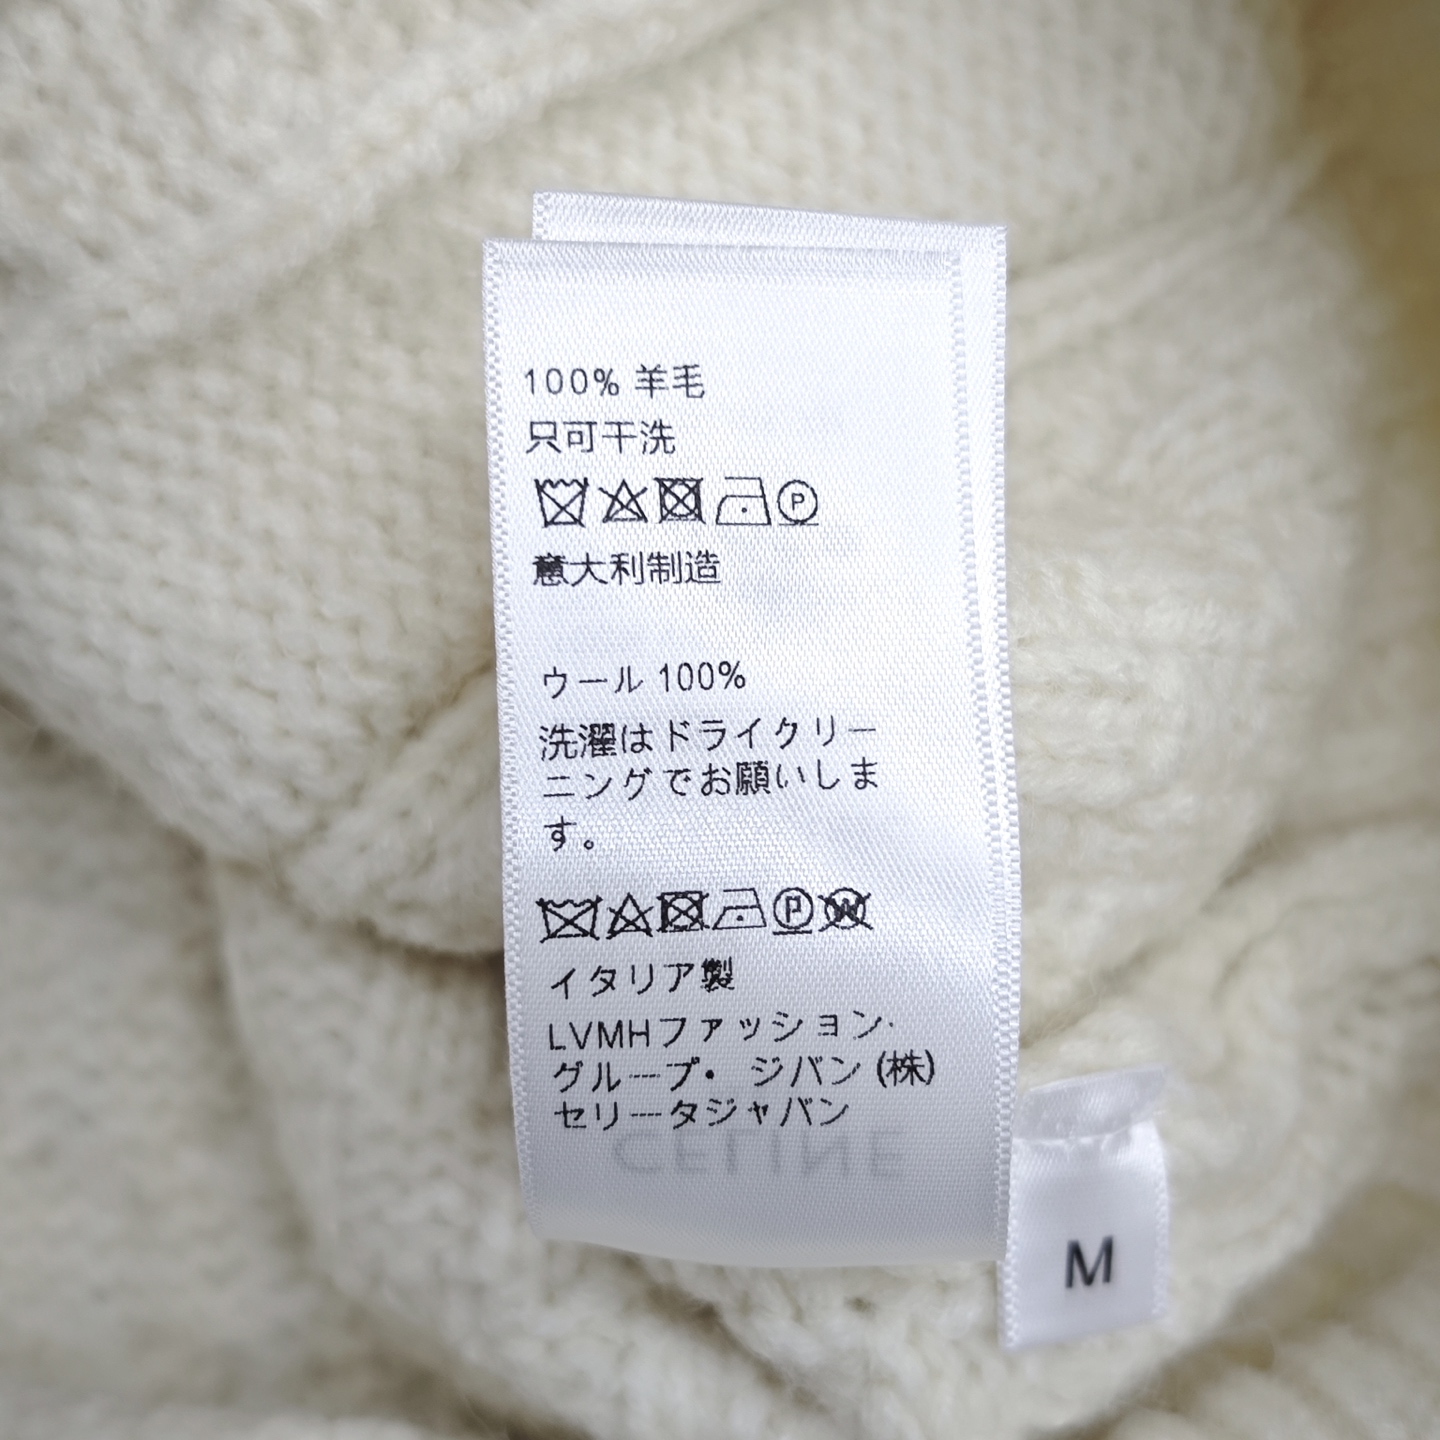 100% 羊毛
只可干洗
P
意大利制造
ウール 100%
洗濯はドライクリー
ニングでお願いしま
す。
P W
イタリア製
LVMHファッション・
グループ・ ジバン (株)
セリータジャバン
CELINE
M